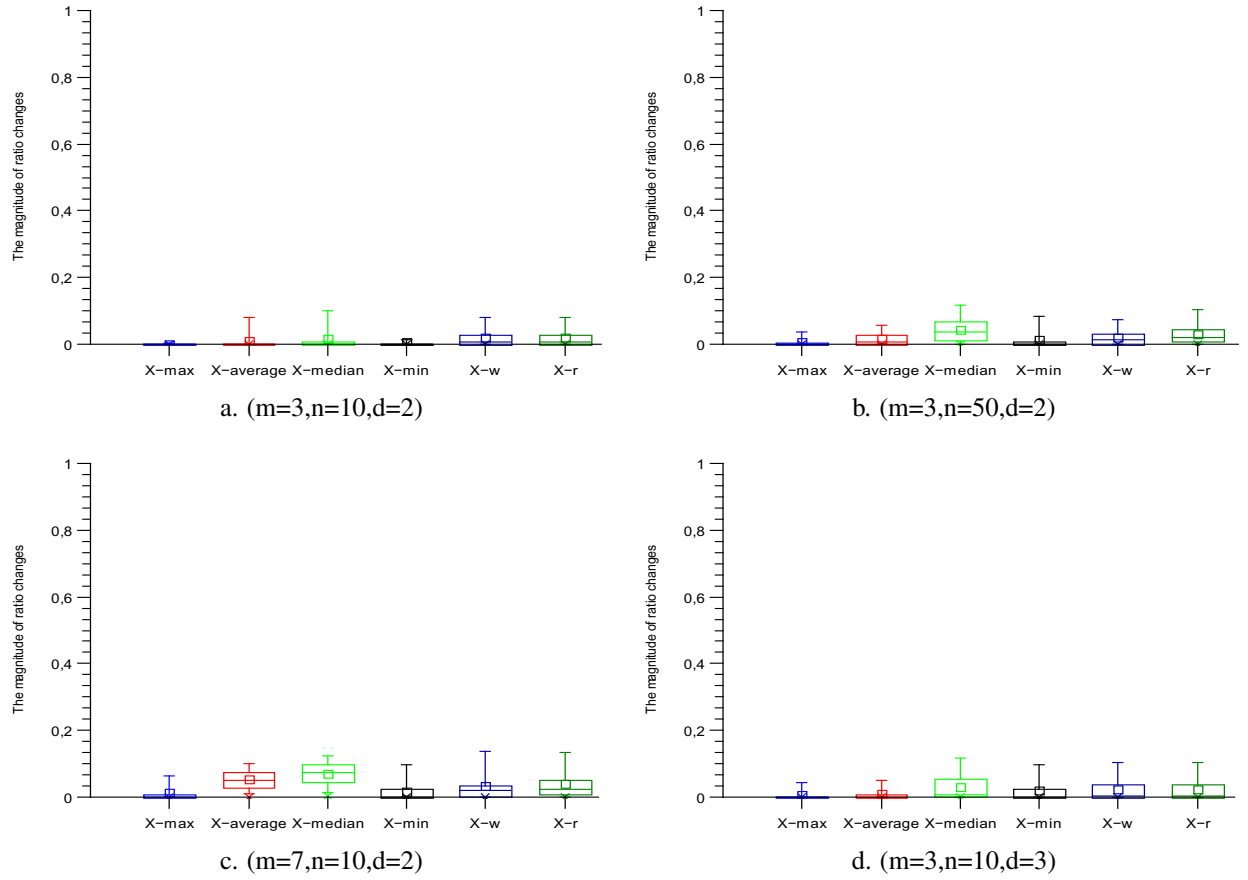 The magnitude of ratio changes
1
0,8
0,6
0,4
0,2
0
X-max X-average X-median X-min X-w X-r
a. (m=3,n=10,d=2)
The magnitude of ratio changes
1
0,8
0,6
0,4
0,2
0
X-max X-average X-median X-min X-w X-r
b. (m=3,n=50,d=2)
The magnitude of ratio changes
1
0,8
0,6
0,4
0,2
0
X-max X-average X-median X-min X-w X-r
c. (m=7,n=10,d=2)
The magnitude of ratio changes
1
0,8
0,6
0,4
0,2
0
X-max X-average X-median X-min X-w X-r
d. (m=3,n=10,d=3)